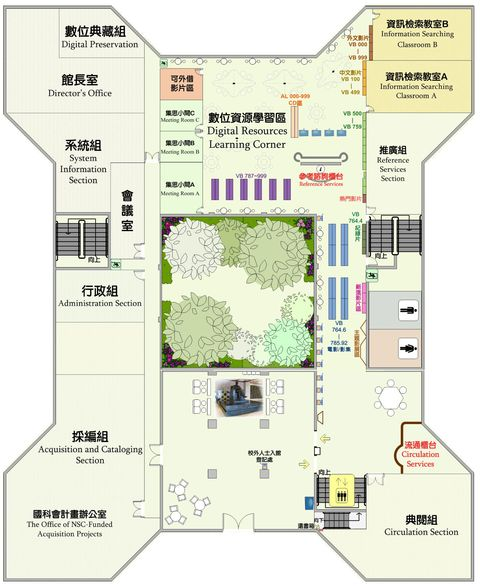 數位典藏組
Digital Preservation
館長室
Director's Office
系統組
System
Information
Section
會議室
向上
可外借
影片區
集思小間C
Meeting Room C
集思小間B
Meeting Room B
集思小間A
Meeting Room A
數位資源學習區
Digital Resources
Learning Corner
AL 000-999
CD區
VB 787~999
參考諮詢櫃台
Reference Services
外文影片
VB 000
VB 999
中文影片
VB 100
VB 499
VB 500
VB 759
熱門影片
資訊檢索教室B
Information Searching
Classroom B
資訊檢索教室A
Information Searching
Classroom A
推廣組
Reference
Services
Section
VB
764.4
紀錄片
向上
行政組
Administration Section
VB
764.6
785.92
電影/影集
主題影展區
採編組
Acquisition and Cataloging
Section
校外人士入館
登記處
流通櫃台
Circulation
Services
國科會計畫辦公室
The Office of NSC-Funded
Acquisition Projects
還書箱
向下
向上
典閱組
Circulation Section